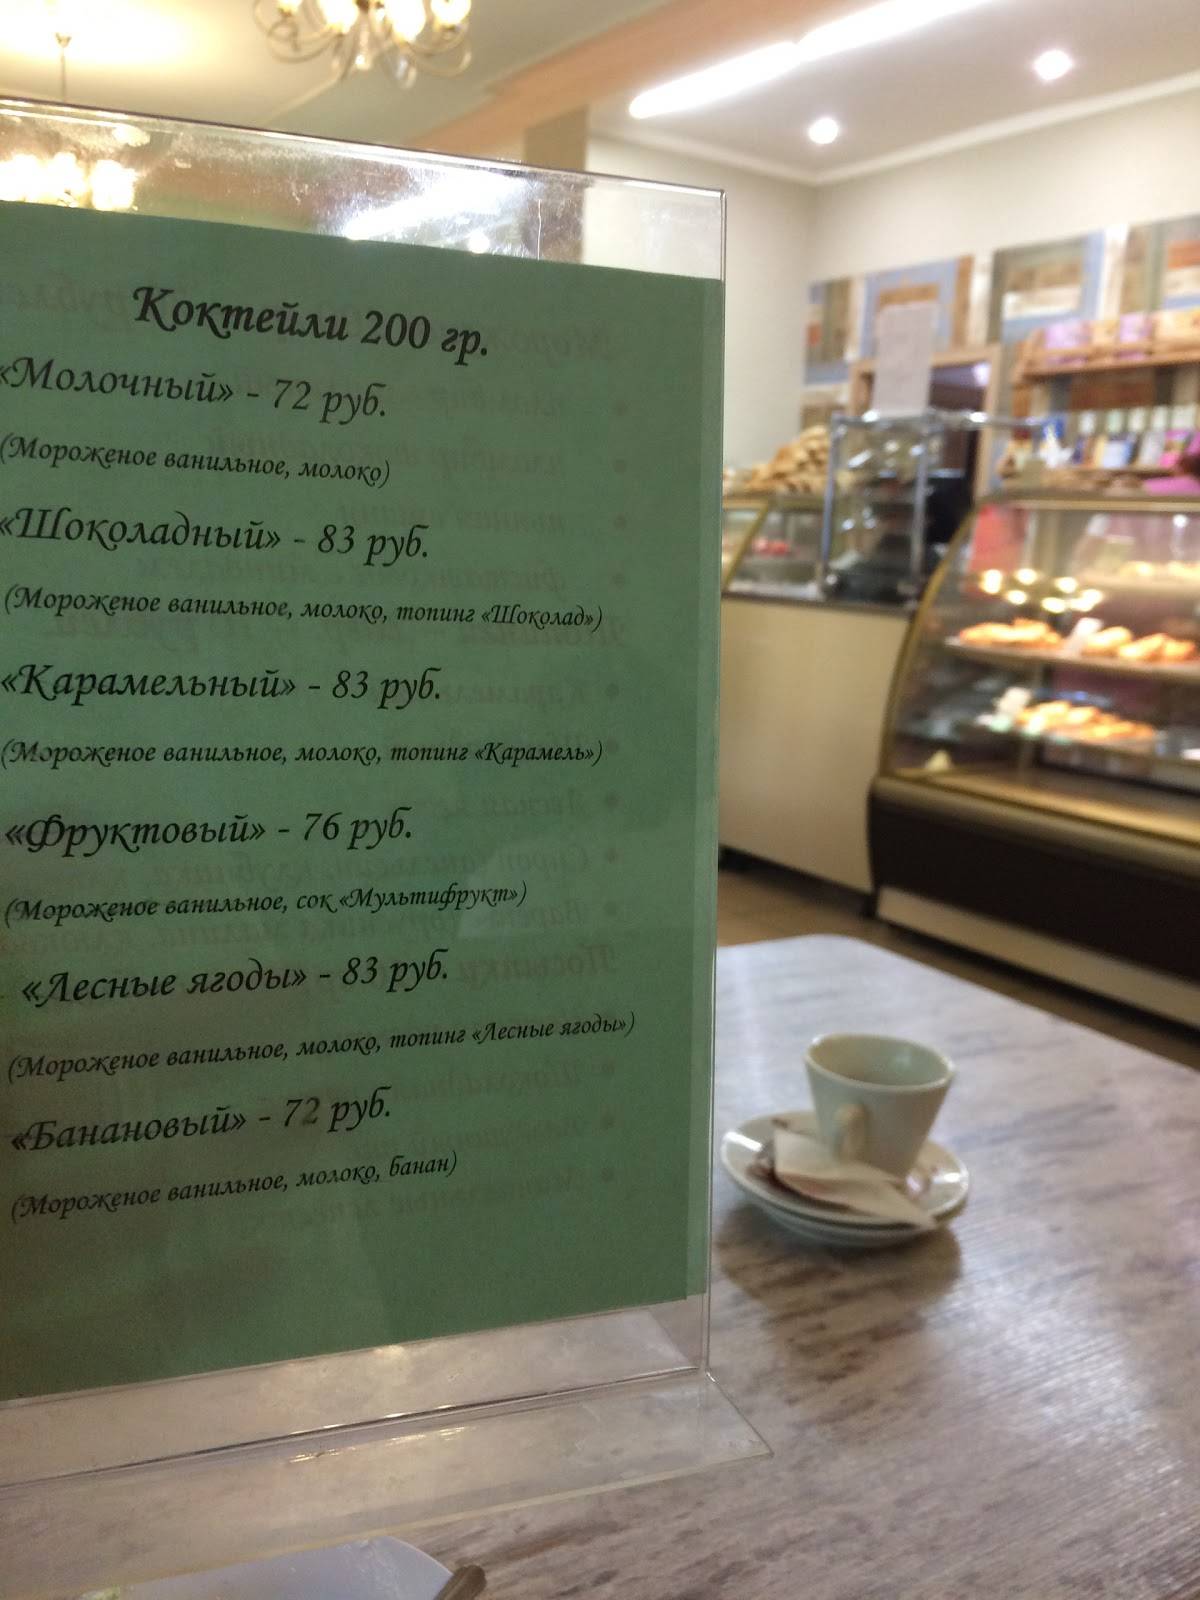 Коктейли 200 гр.
«Молочный» - 72 руб.
(Мороженое ванильное, молоко)
«Шоколадный» - 83 руб.
(Мороженое ванильное, молоко, топинг «Шоколад»)
«Карамельный» - 83 руб.
(Мороженое ванильное, молоко, топинг «Карамель»)
«Фруктовый» - 76 руб.
(Мороженое ванильное, сок «Мультифрукт»)
«Лесные ягоды» - 83 руб.
(Мороженое ванильное, молоко, топинг «Лесные ягоды»)
«Банановый» - 72 руб.
(Мороженое ванильное, молоко, банан)